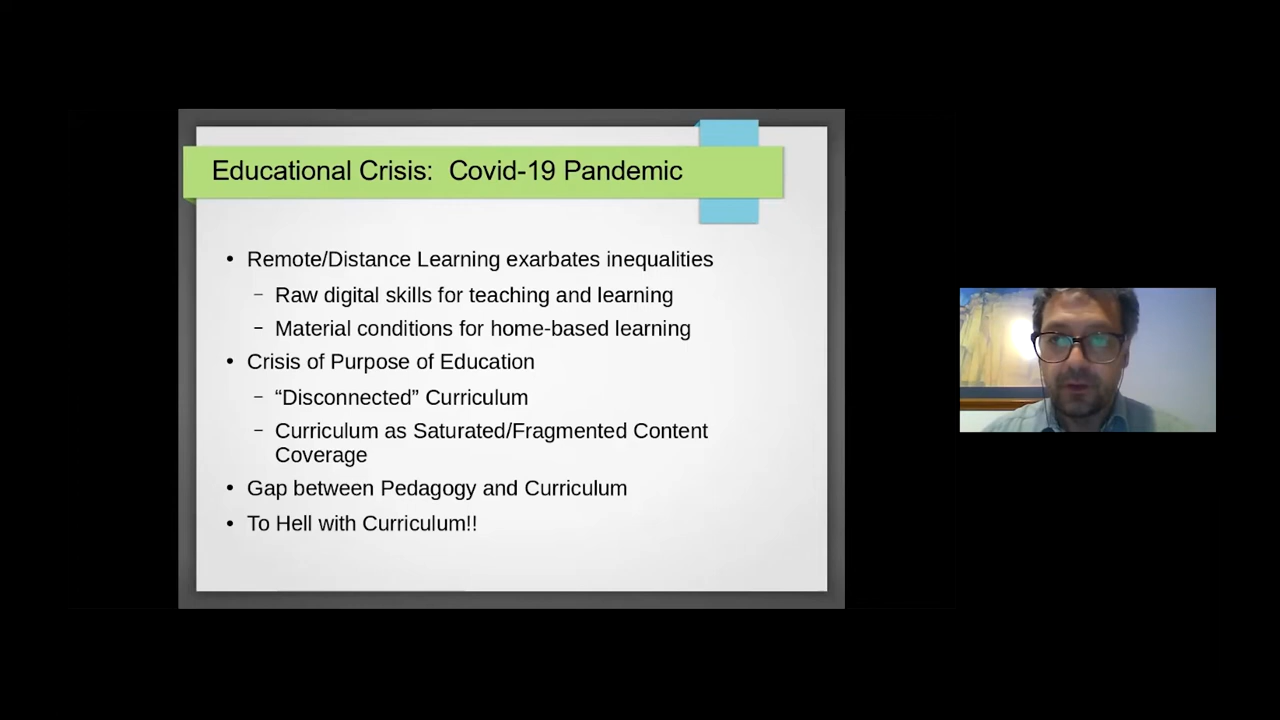 Educational Crisis: Covid-19 Pandemic
• Remote/Distance Learning exarbates inequalities
– Raw digital skills for teaching and learning
– Material conditions for home-based learning
• Crisis of Purpose of Education
– “Disconnected” Curriculum
– Curriculum as Saturated/Fragmented Content
Coverage
• Gap between Pedagogy and Curriculum
• To Hell with Curriculum!!